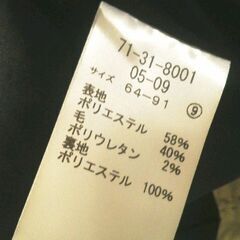 71-31-8001
05-09
サイズ 64-91
⑨
表地
ポリエステル 58%
毛 40%
ポリウレタン 2%
裏地
ポリエステル 100%